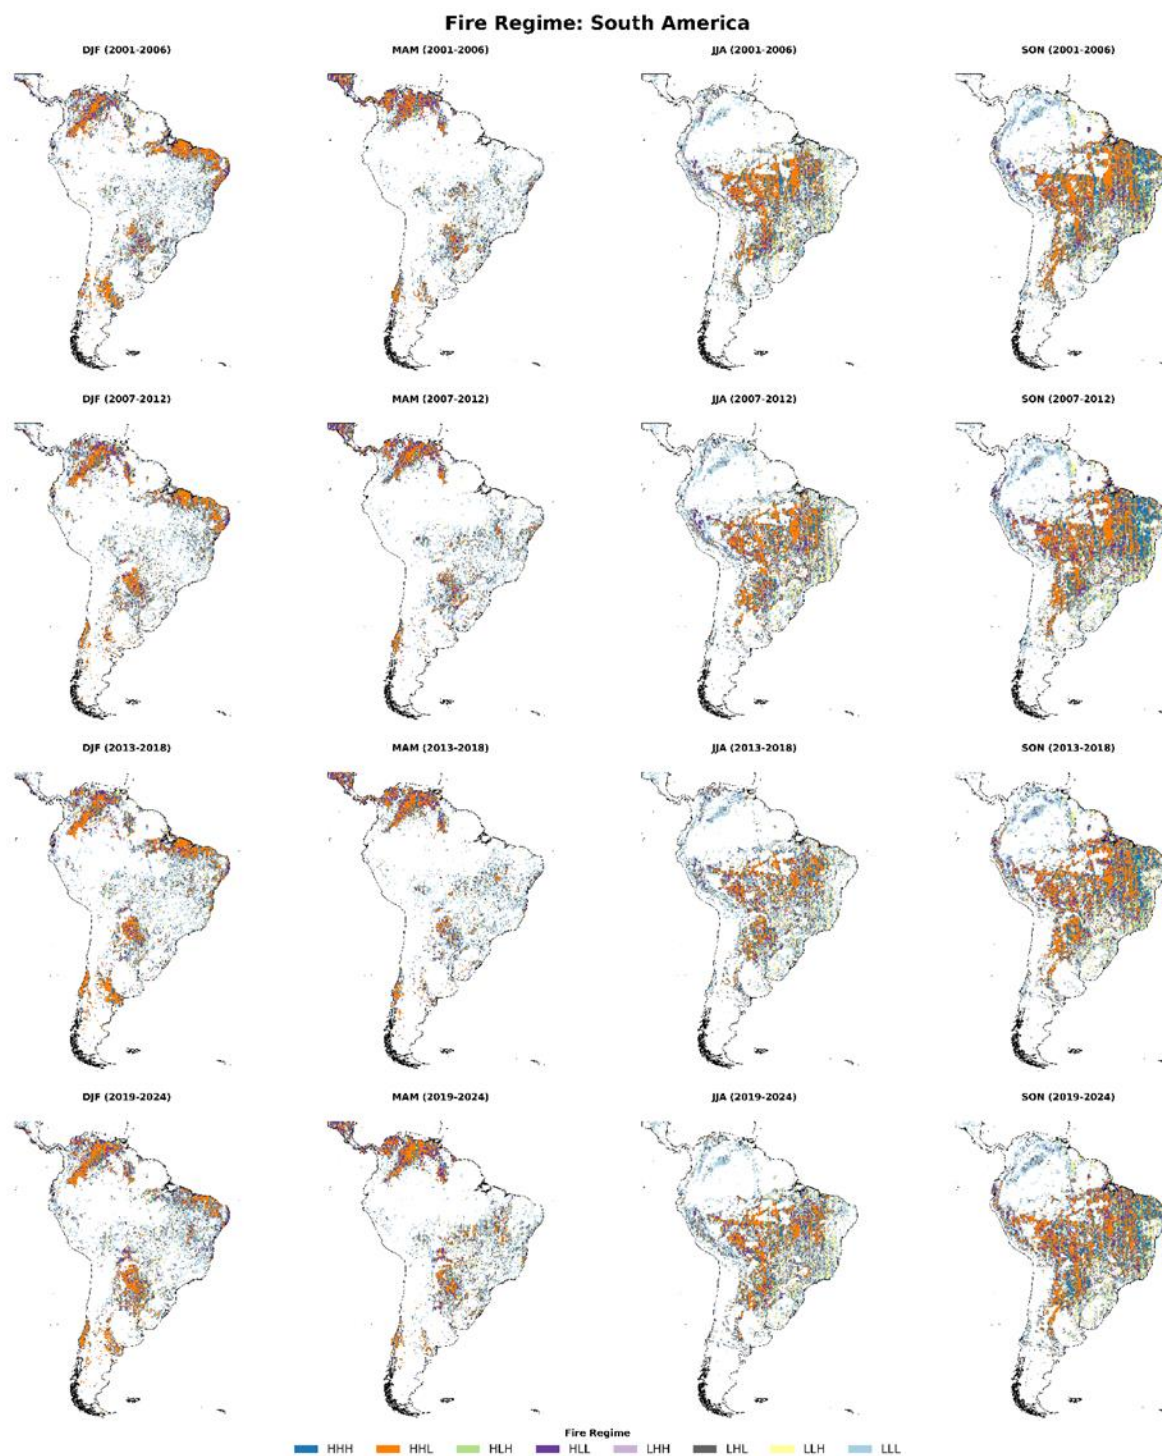 Fire Regime: South America
DJF (2001-2006) MAM (2001-2006) JJA (2001-2006) SON (2001-2006)
DJF (2007-2012) MAM (2007-2012) JJA (2007-2012) SON (2007-2012)
DJF (2013-2018) MAM (2013-2018) JJA (2013-2018) SON (2013-2018)
DJF (2019-2024) MAM (2019-2024) JJA (2019-2024) SON (2019-2024)
Fire Regime
HHH HHL HLH HLL LHH LHL LLH LLL